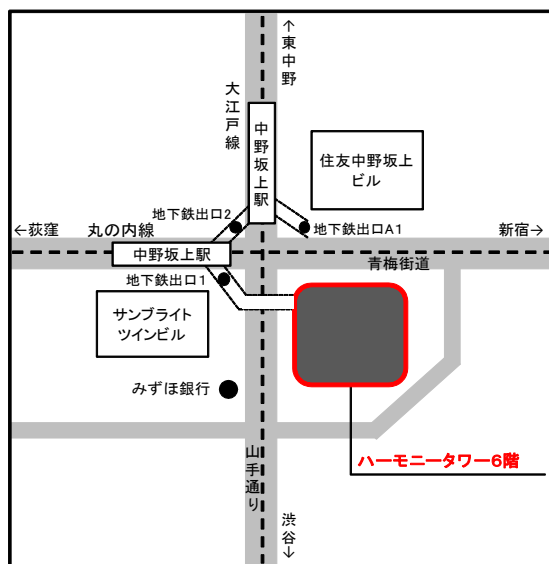 ↑東中野
大江戸線
中野坂上駅
住友中野坂上
ビル
地下鉄出口2
地下鉄出口A1
←荻窪
丸の内線
新宿→
中野坂上駅
青梅街道
地下鉄出口1
サンブライト
ツインビル
みずほ銀行
山手通り
ハーモニータワー6階
渋谷↓